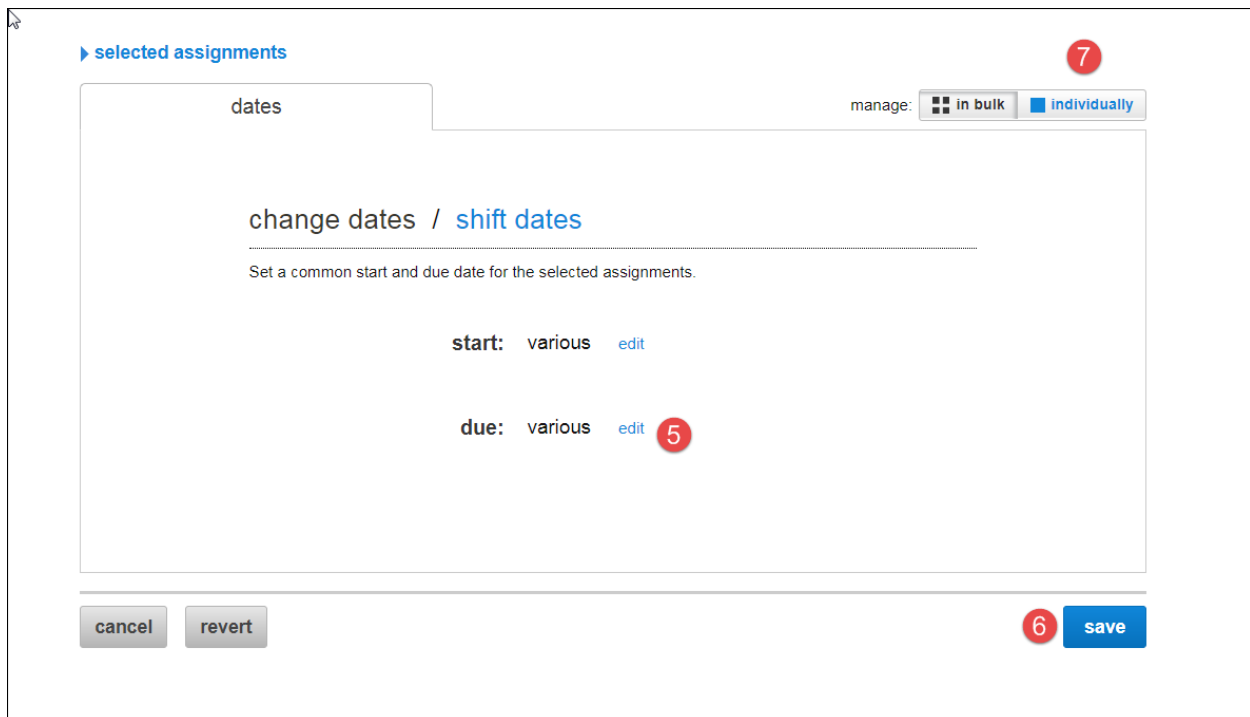 selected assignments
7
dates
manage: in bulk individually
change dates / shift dates
Set a common start and due date for the selected assignments.
start: various edit
due: various edit 5
cancel revert 6 save